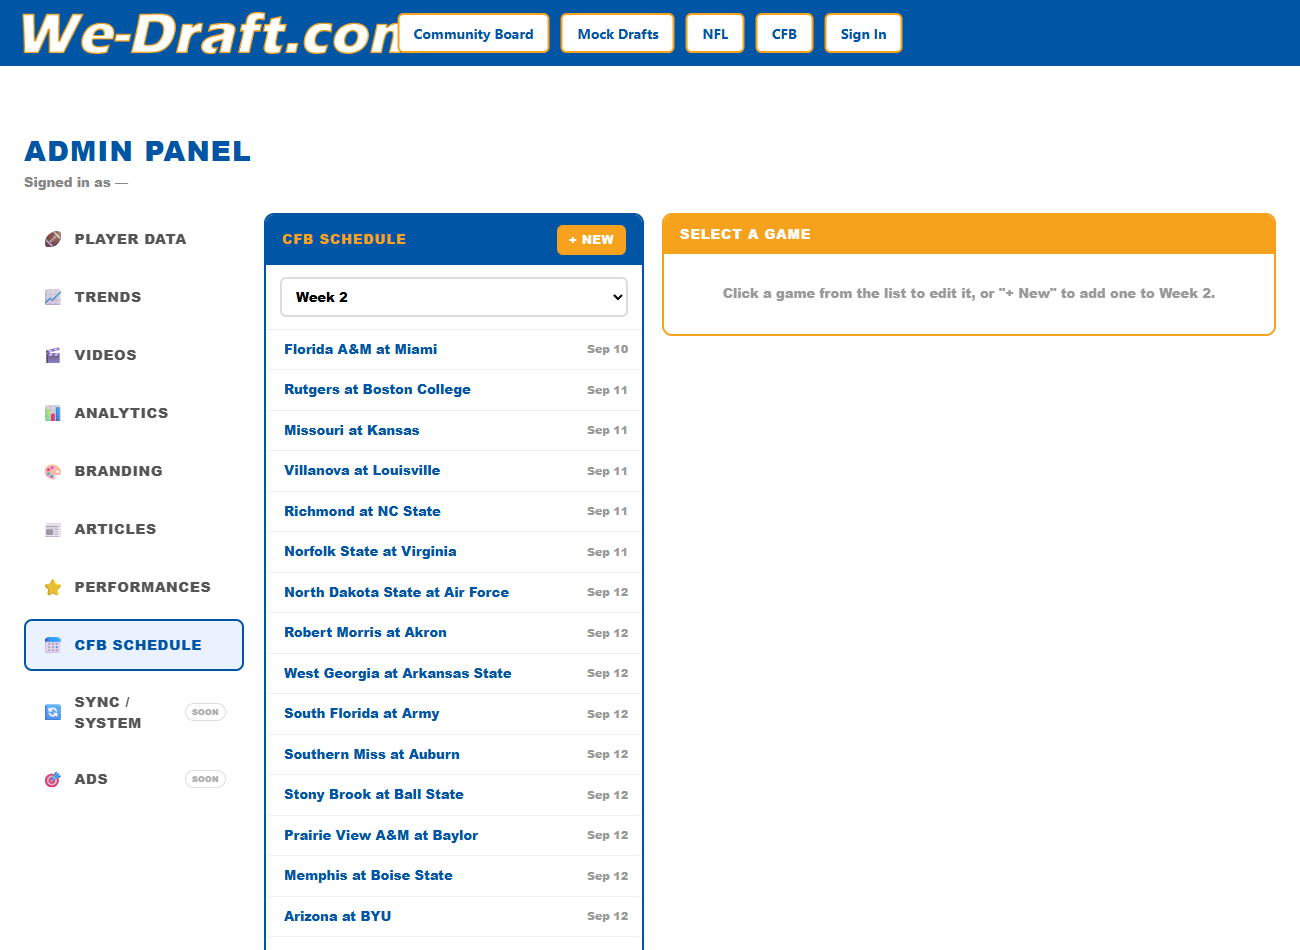 We-Draft.com
Community Board
Mock Drafts
NFL
CFB
Sign In
ADMIN PANEL
Signed in as —
PLAYER DATA
TRENDS
VIDEOS
ANALYTICS
BRANDING
ARTICLES
PERFORMANCES
CFB SCHEDULE
SYNC /
SYSTEM
SOON
ADS
SOON
CFB SCHEDULE
+ NEW
Week 2
Florida A&M at Miami Sep 10
Rutgers at Boston College Sep 11
Missouri at Kansas Sep 11
Villanova at Louisville Sep 11
Richmond at NC State Sep 11
Norfolk State at Virginia Sep 11
North Dakota State at Air Force Sep 12
Robert Morris at Akron Sep 12
West Georgia at Arkansas State Sep 12
South Florida at Army Sep 12
Southern Miss at Auburn Sep 12
Stony Brook at Ball State Sep 12
Prairie View A&M at Baylor Sep 12
Memphis at Boise State Sep 12
Arizona at BYU Sep 12
SELECT A GAME
Click a game from the list to edit it, or "+ New" to add one to Week 2.